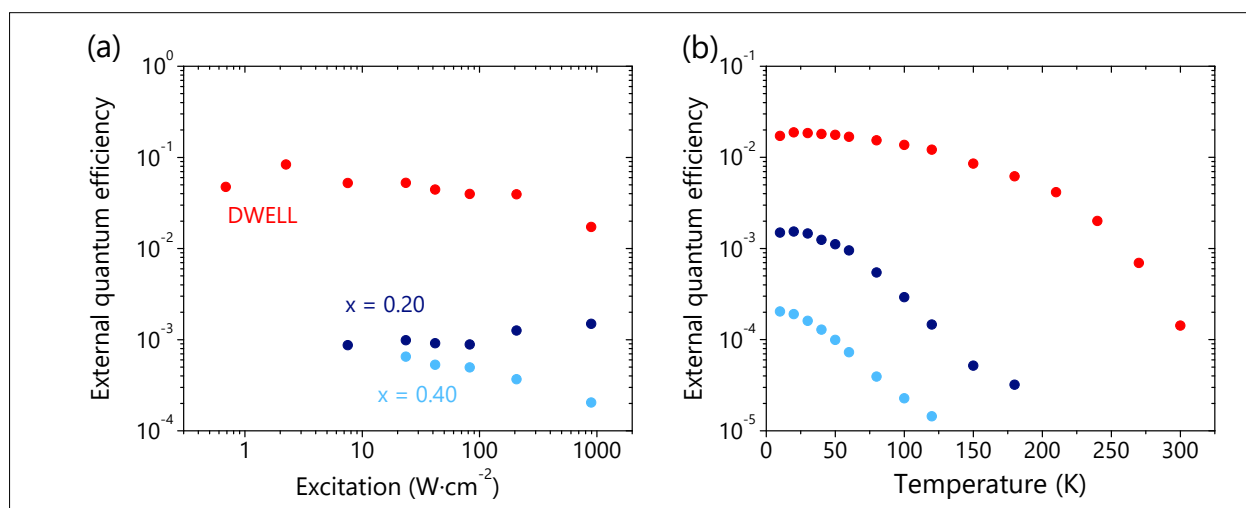 (a)
External quantum efficiency
10^0
10^-1
10^-2
10^-3
10^-4
DWELL
x = 0.20
x = 0.40
1 10 100 1000
Excitation (W·cm^-2)
(b)
External quantum efficiency
10^-1
10^-2
10^-3
10^-4
10^-5
0 50 100 150 200 250 300
Temperature (K)